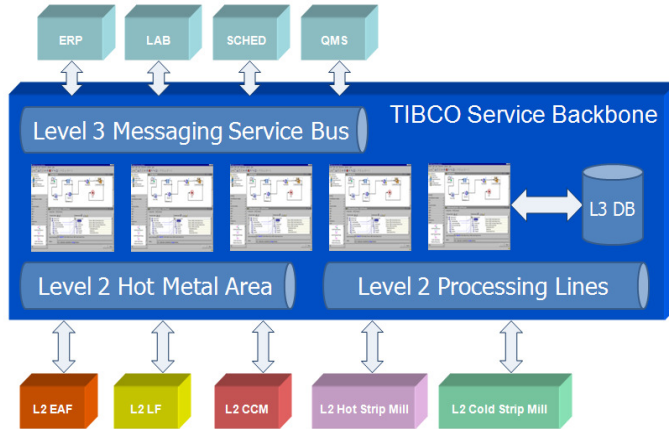 ERP
LAB
SCHED
QMS
TIBCO Service Backbone
Level 3 Messaging Service Bus
L3 DB
Level 2 Hot Metal Area
Level 2 Processing Lines
L2 EAF
L2 LF
L2 CCM
L2 Hot Strip Mill
L2 Cold Strip Mill